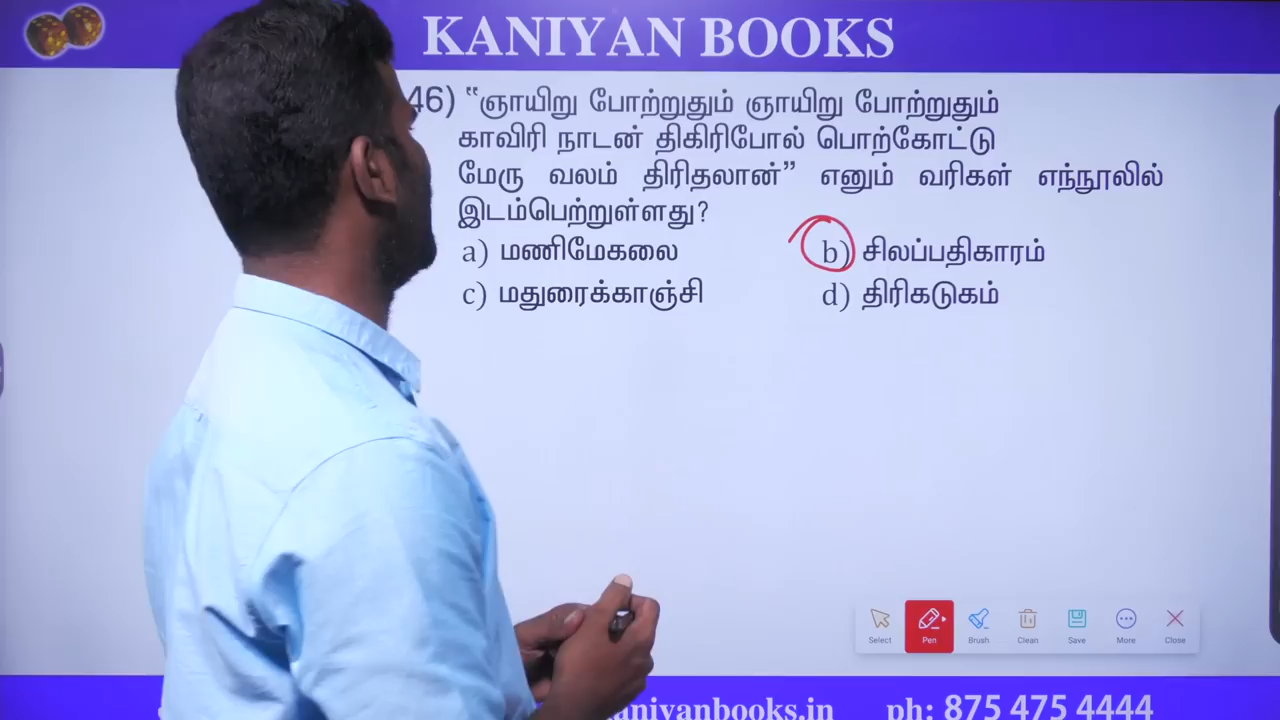 KANIYAN BOOKS
46) “ஞாயிறு போற்றுதும் ஞாயிறு போற்றுதும்
காவிரி நாடன் திகிரிபோல் பொற்கோட்டு
மேரு வலம் திரிதலான்” எனும் வரிகள் எந்நூலில்
இடம்பெற்றுள்ளது?
a) மணிமேகலை b) சிலப்பதிகாரம்
c) மதுரைக்காஞ்சி d) திரிகடுகம்
Select Pen Brush Clean Save More Close
kaniyanbooks.in ph: 875 475 4444